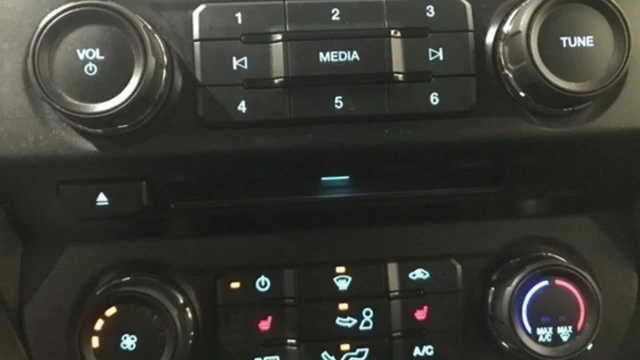 VOL
1 2 3
MEDIA
4 5 6
TUNE
MAX MAX
A/C
A/C